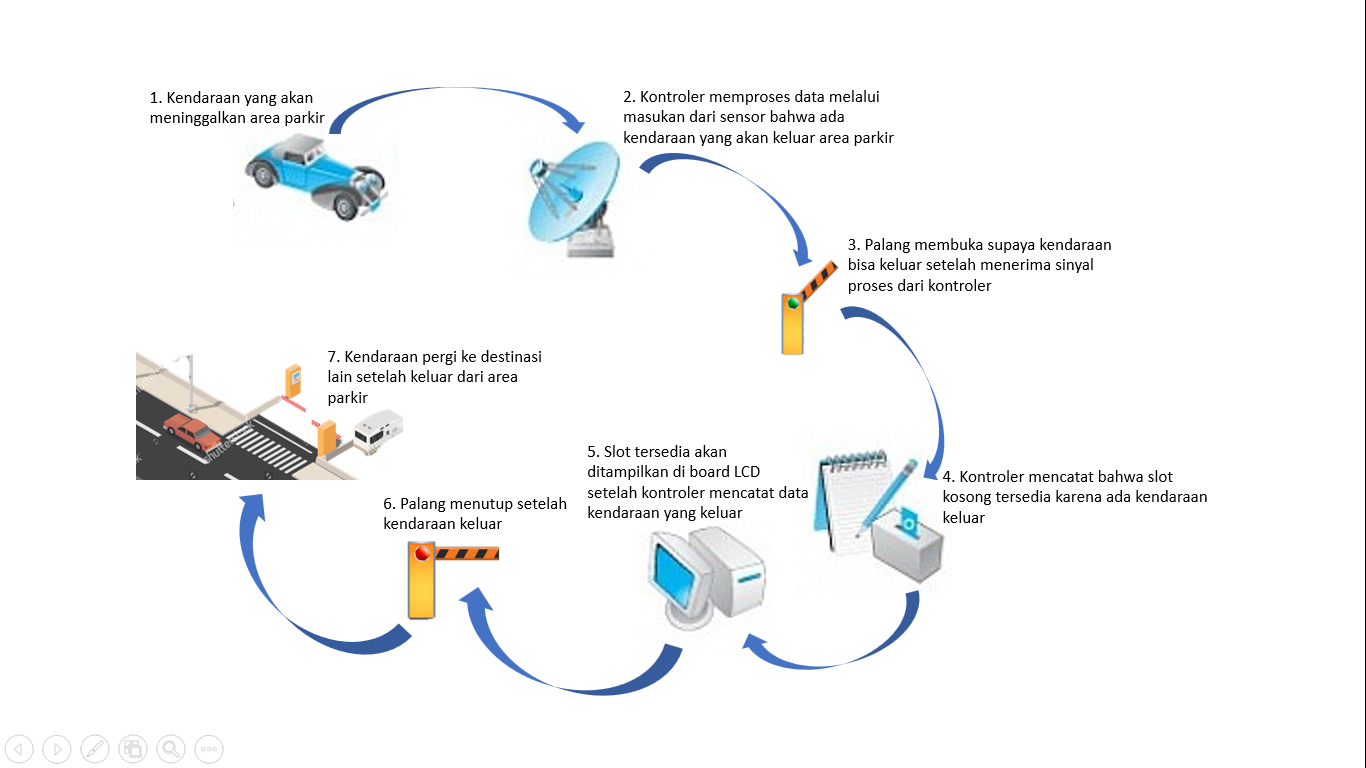 1. Kendaraan yang akan
meninggalkan area parkir
2. Kontroler memproses data melalui
masukan dari sensor bahwa ada
kendaraan yang akan keluar area parkir
3. Palang membuka supaya kendaraan
bisa keluar setelah menerima sinyal
proses dari kontroler
4. Kontroler mencatat bahwa slot
kosong tersedia karena ada kendaraan
keluar
5. Slot tersedia akan
ditampilkan di board LCD
setelah kontroler mencatat data
kendaraan yang keluar
6. Palang menutup setelah
kendaraan keluar
7. Kendaraan pergi ke destinasi
lain setelah keluar dari area
parkir